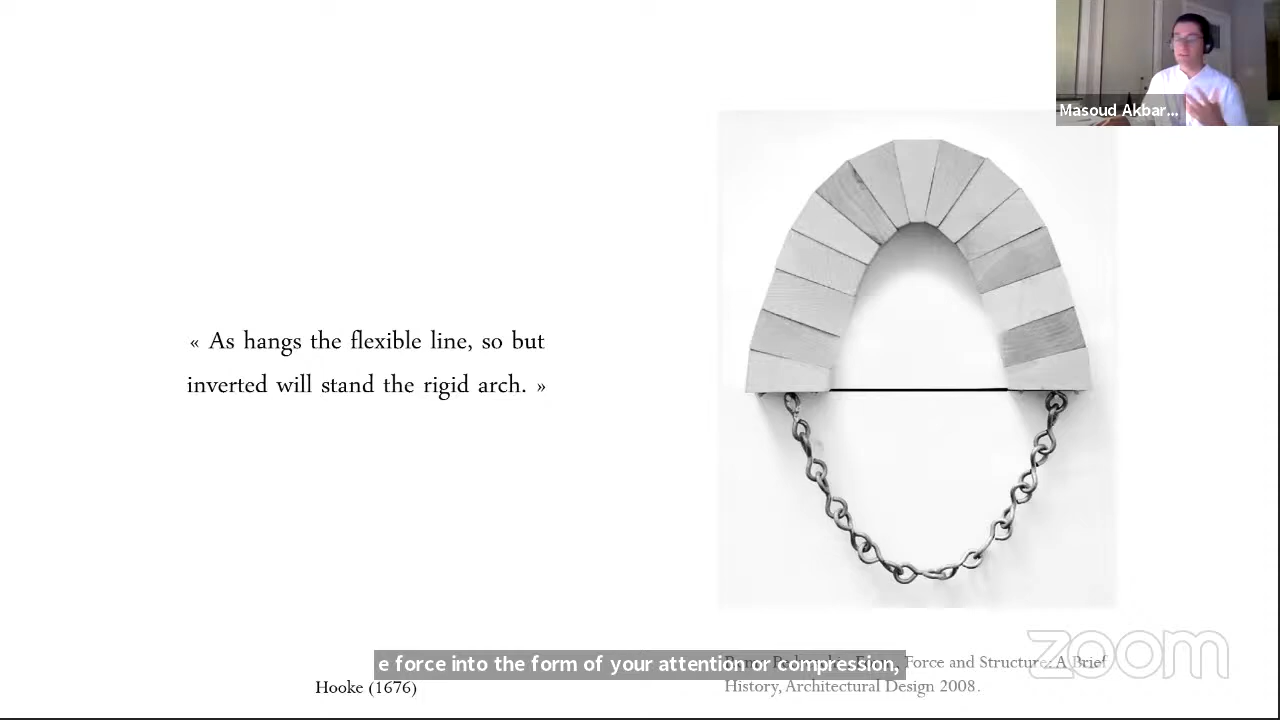 Masoud Akbar...
« As hangs the flexible line, so but
inverted will stand the rigid arch. »
e force into the form of your attention or compression,
Force and Structure: A Brief
Hooke (1676)
History, Architectural Design 2008.
zoom